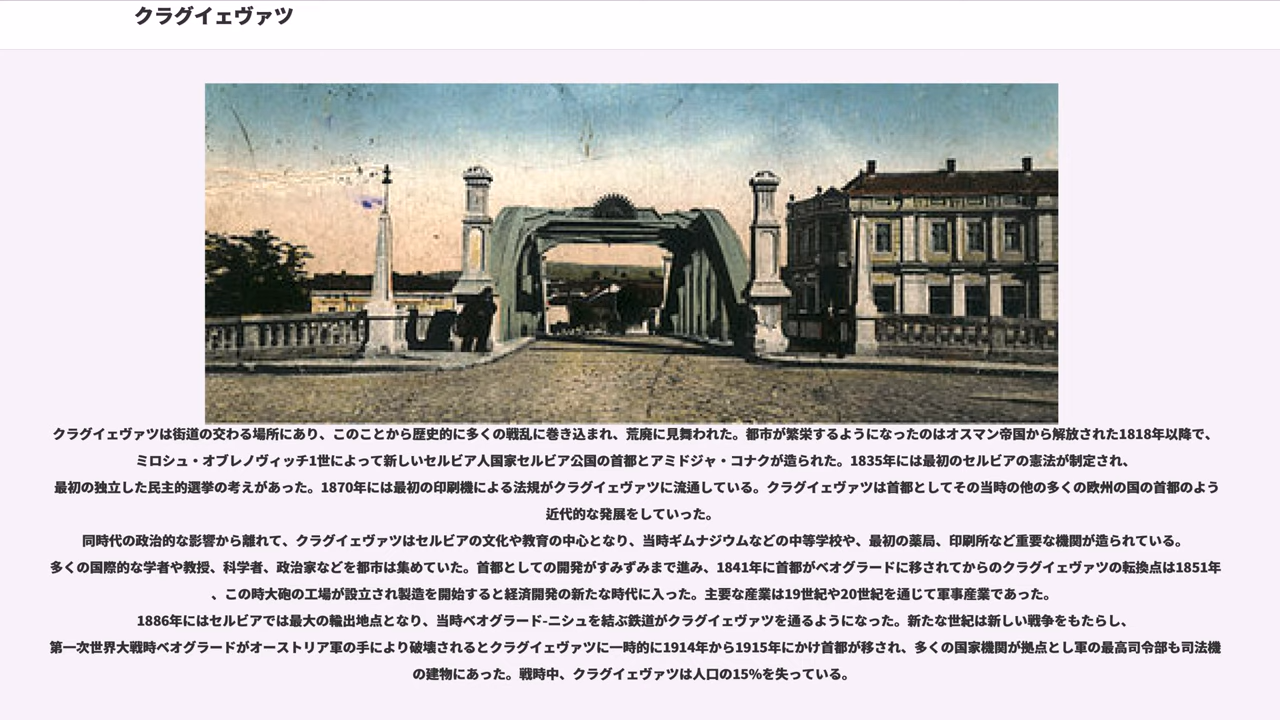 クラグイェヴァツ
クラグイェヴァツは街道の交わる場所にあり、このことから歴史的に多くの戦乱に巻き込まれ、荒廃に見舞われた。都市が繁栄するようになったのはオスマン帝国から解放された1818年以降で、
ミロシュ・オブレノヴィッチ1世によって新しいセルビア人国家セルビア公国の首都とアミドジャ・コナクが造られた。1835年には最初のセルビアの憲法が制定され、
最初の独立した民主的選挙の考えがあった。1870年には最初の印刷機による法規がクラグイェヴァツに流通している。クラグイェヴァツは首都としてその当時の他の多くの欧州の国の首都のよう
近代的な発展をしていった。
同時代の政治的な影響から離れて、クラグイェヴァツはセルビアの文化や教育の中心となり、当時ギムナジウムなどの中等学校や、最初の薬局、印刷所など重要な機関が造られている。
多くの国際的な学者や教授、科学者、政治家などを都市は集めていた。首都としての開発がすみずみまで進み、1841年に首都がベオグラードに移されてからのクラグイェヴァツの転換点は1851年
、この時大砲の工場が設立され製造を開始すると経済開発の新たな時代に入った。主要な産業は19世紀や20世紀を通じて軍事産業であった。
1886年にはセルビアでは最大の輸出地点となり、当時ベオグラード-ニシュを結ぶ鉄道がクラグイェヴァツを通るようになった。新たな世紀は新しい戦争をもたらし、
第一次世界大戦時ベオグラードがオーストリア軍の手により破壊されるとクラグイェヴァツに一時的に1914年から1915年にかけ首都が移され、多くの国家機関が拠点とし軍の最高司令部も司法機
の建物にあった。戦時中、クラグイェヴァツは人口の15%を失っている。